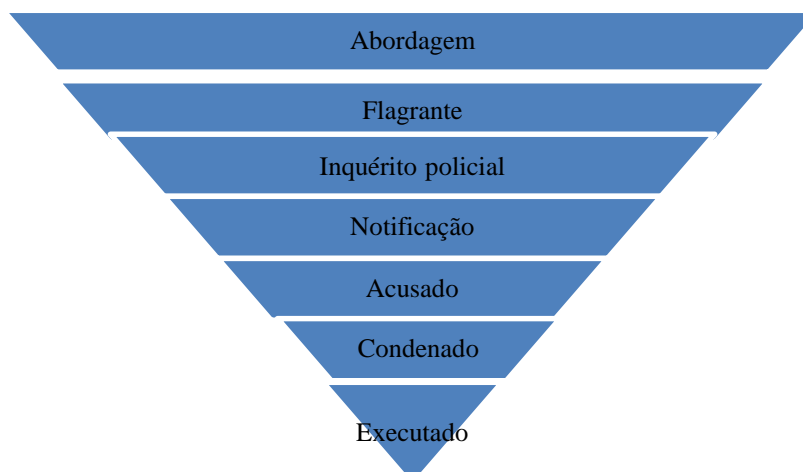 Abordagem
Flagrante
Inquérito policial
Notificação
Acusado
Condenado
Executado